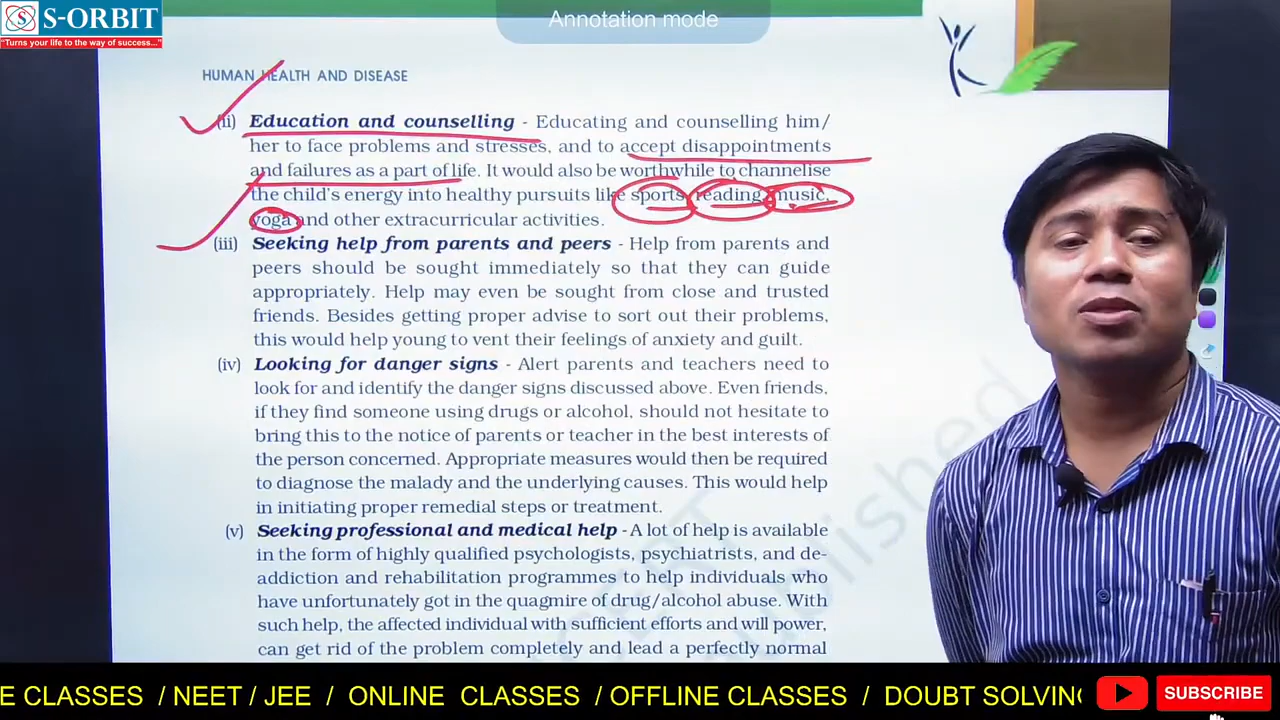 S-ORBIT
"Turns your life to the way of success..."
Annotation mode
HUMAN HEALTH AND DISEASE
(ii) Education and counselling - Educating and counselling him/
her to face problems and stresses, and to accept disappointments
and failures as a part of life. It would also be worthwhile to channelise
the child's energy into healthy pursuits like sports, reading, music,
yoga and other extracurricular activities.
(iii) Seeking help from parents and peers - Help from parents and
peers should be sought immediately so that they can guide
appropriately. Help may even be sought from close and trusted
friends. Besides getting proper advise to sort out their problems,
this would help young to vent their feelings of anxiety and guilt.
(iv) Looking for danger signs - Alert parents and teachers need to
look for and identify the danger signs discussed above. Even friends,
if they find someone using drugs or alcohol, should not hesitate to
bring this to the notice of parents or teacher in the best interests of
the person concerned. Appropriate measures would then be required
to diagnose the malady and the underlying causes. This would help
in initiating proper remedial steps or treatment.
(v) Seeking professional and medical help - A lot of help is available
in the form of highly qualified psychologists, psychiatrists, and de-
addiction and rehabilitation programmes to help individuals who
have unfortunately got in the quagmire of drug/alcohol abuse. With
such help, the affected individual with sufficient efforts and will power,
can get rid of the problem completely and lead a perfectly normal
E CLASSES / NEET / JEE / ONLINE CLASSES / OFFLINE CLASSES / DOUBT SOLVING
SUBSCRIBE